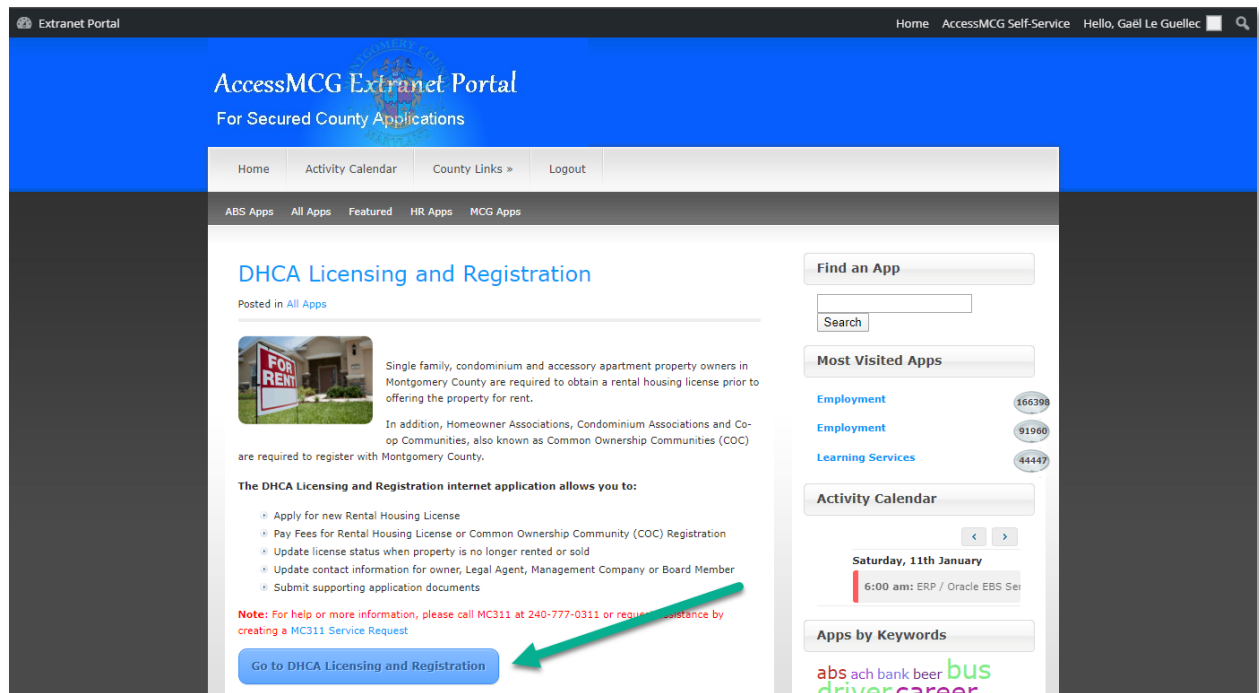 Extranet Portal
Home AccessMCG Self-Service Hello, Gaël Le Guellec
AccessMCG Extranet Portal
For Secured County Applications
Home Activity Calendar County Links » Logout
ABS Apps All Apps Featured HR Apps MCG Apps
DHCA Licensing and Registration
Posted in All Apps
FOR
RENT
Single family, condominium and accessory apartment property owners in
Montgomery County are required to obtain a rental housing license prior to
offering the property for rent.
In addition, Homeowner Associations, Condominium Associations and Co-
op Communities, also known as Common Ownership Communities (COC)
are required to register with Montgomery County.
The DHCA Licensing and Registration internet application allows you to:
Apply for new Rental Housing License
Pay Fees for Rental Housing License or Common Ownership Community (COC) Registration
Update license status when property is no longer rented or sold
Update contact information for owner, Legal Agent, Management Company or Board Member
Submit supporting application documents
Note: For help or more information, please call MC311 at 240-777-0311 or request assistance by
creating a MC311 Service Request
Go to DHCA Licensing and Registration
Find an App
Search
Most Visited Apps
Employment 166398
Employment 91960
Learning Services 44447
Activity Calendar
‹ ›
Saturday, 11th January
6:00 am: ERP / Oracle EBS Ser
Apps by Keywords
abs ach bank beer bus
driver career